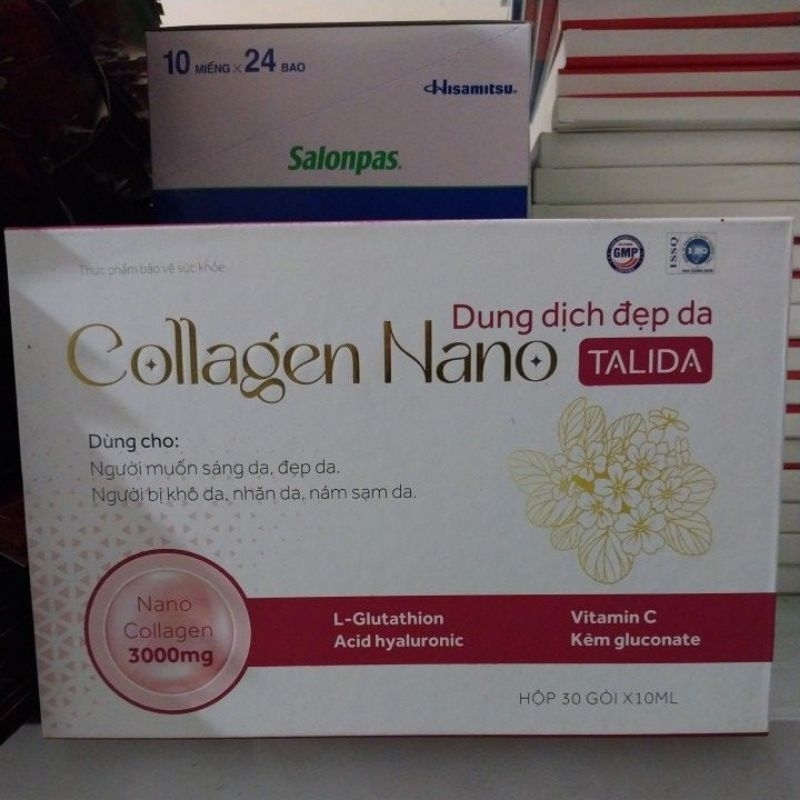 10 MIẾNG × 24 BAO
Hisamitsu.
Salonpas.
Thực phẩm bảo vệ sức khỏe
GMP
ISSQ
ISO
Dung dịch đẹp da
Collagen Nano
TALIDA
Dùng cho:
Người muốn sáng da, đẹp da.
Người bị khô da, nhăn da, nám sạm da.
Nano
Collagen
3000mg
L-Glutathion
Acid hyaluronic
Vitamin C
Kẽm gluconate
HỘP 30 GÓI X10ML